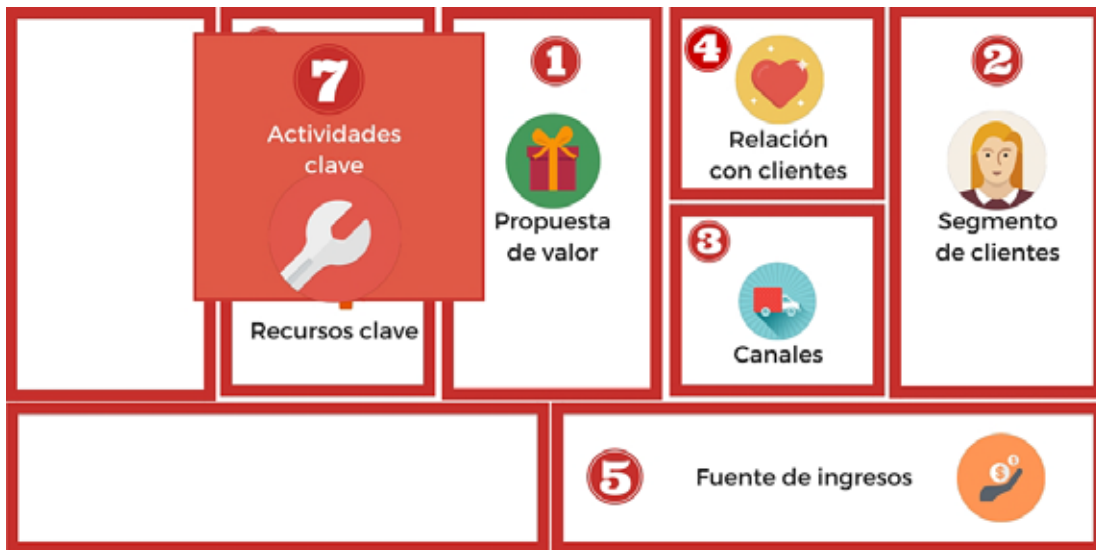 7
Actividades
clave
Recursos clave
1
Propuesta
de valor
4
Relación
con clientes
3
Canales
2
Segmento
de clientes
5
Fuente de ingresos
$
$